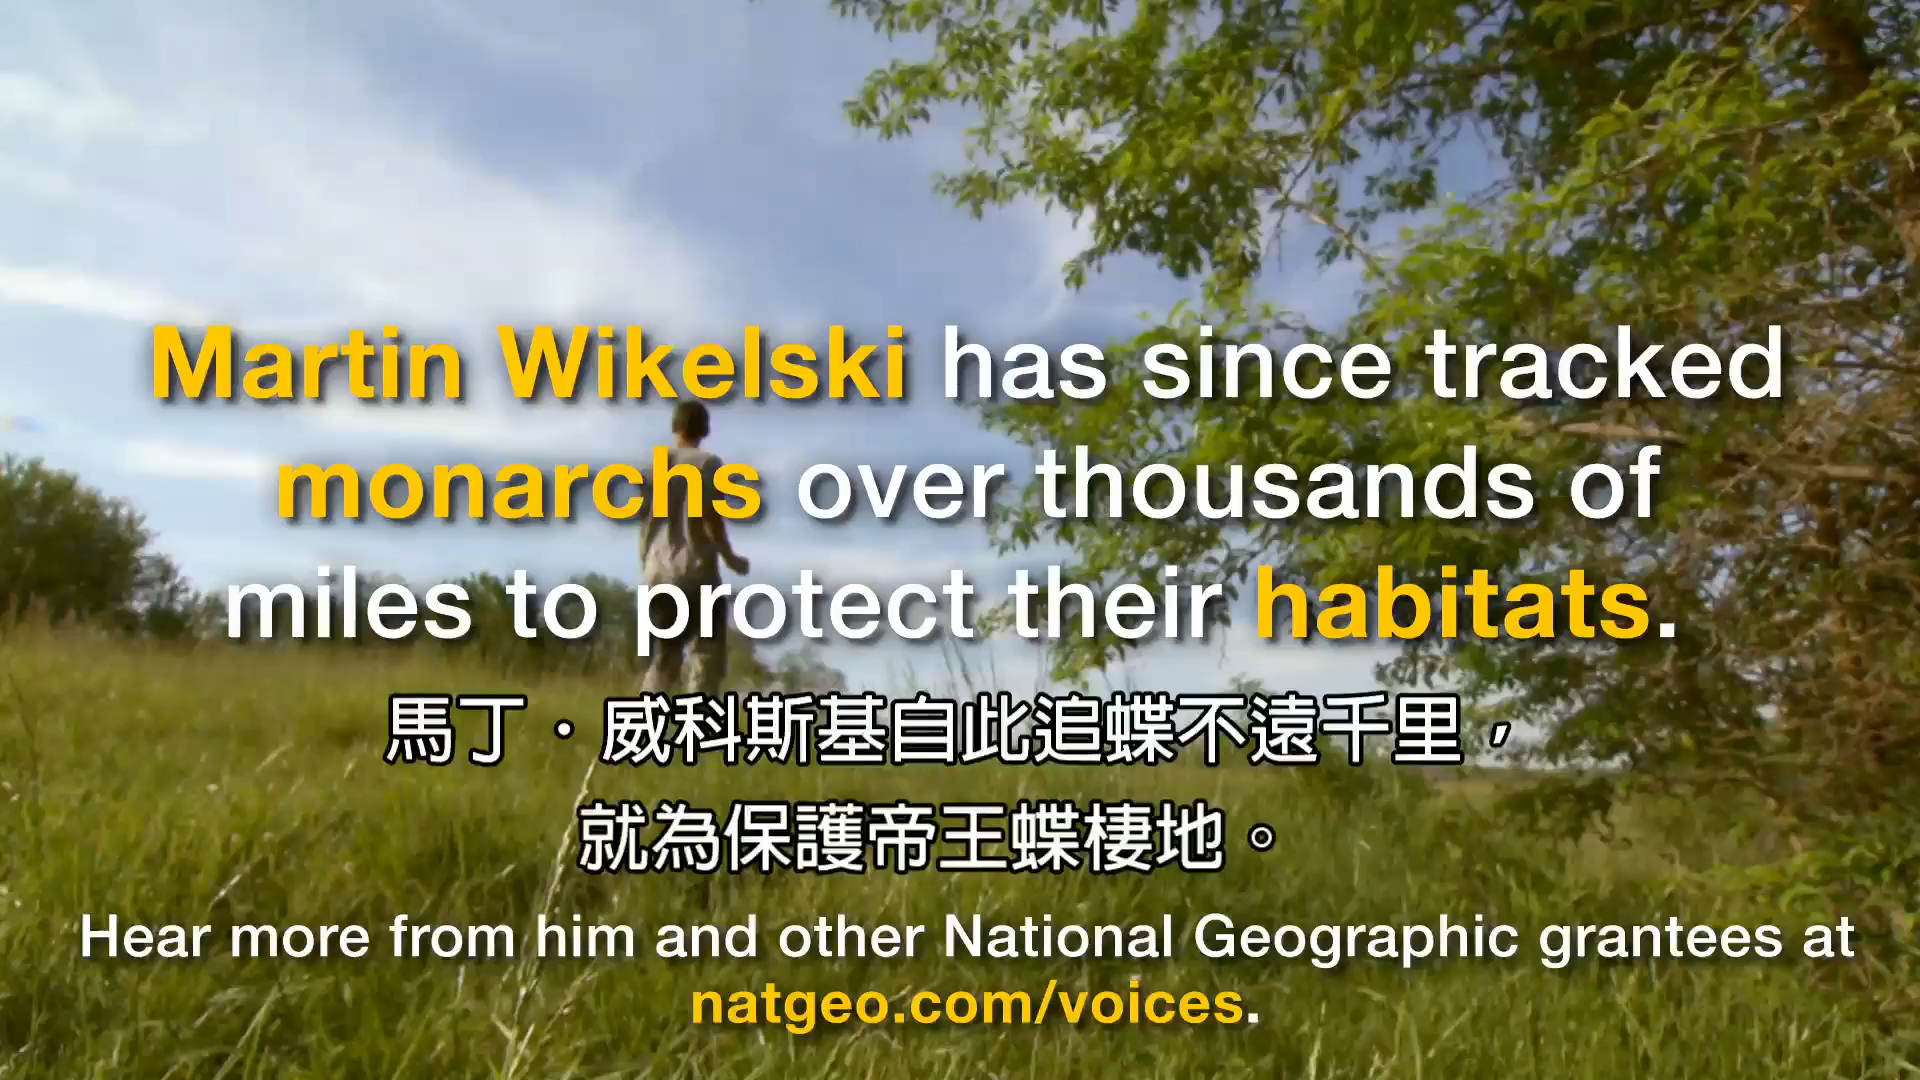 Martin Wikelski has since tracked
monarchs over thousands of
miles to protect their habitats.
馬丁．威科斯基自此追蝶不遠千里，
就為保護帝王蝶棲地。
Hear more from him and other National Geographic grantees at
natgeo.com/voices.